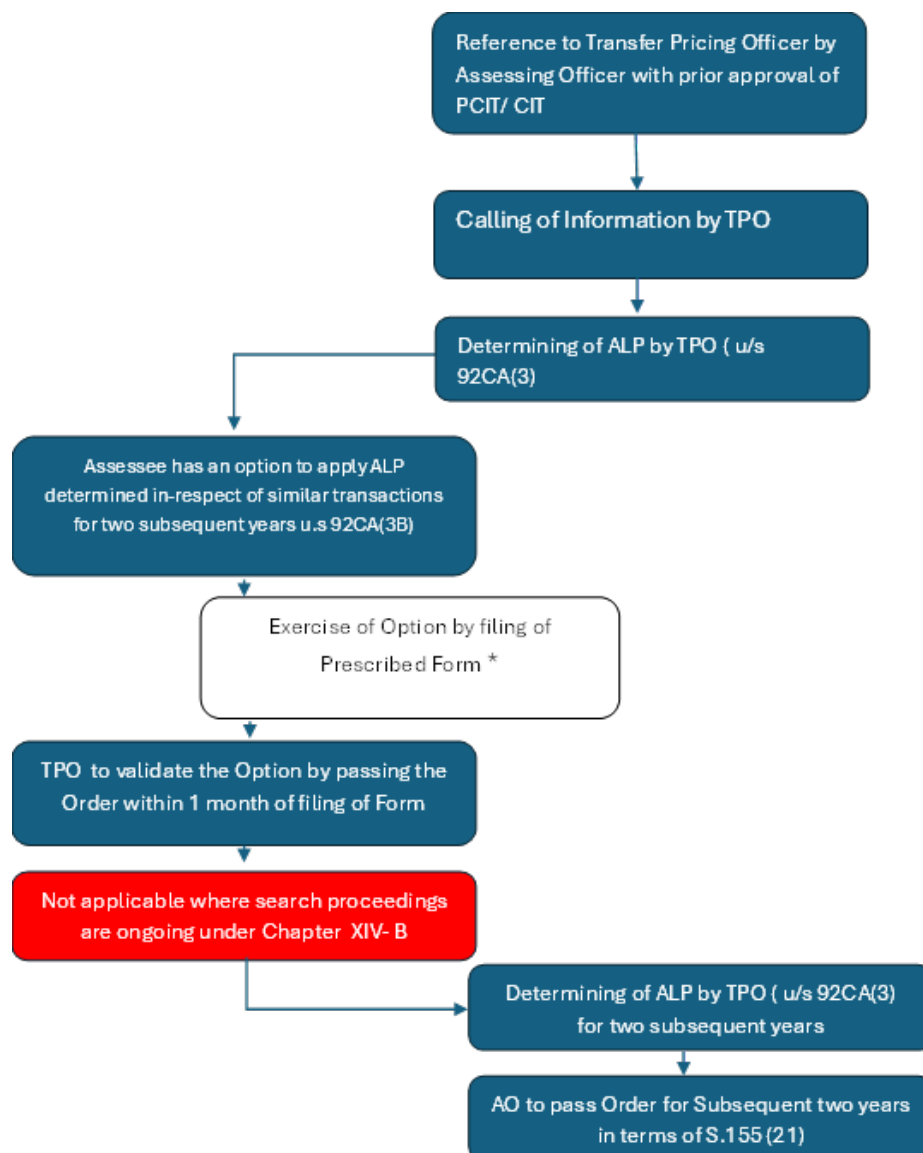 Reference to Transfer Pricing Officer by
Assessing Officer with prior approval of
PCIT/ CIT
Calling of Information by TPO
Determining of ALP by TPO ( u/s
92CA(3)
Assessee has an option to apply ALP
determined in-respect of similar transactions
for two subsequent years u.s 92CA(3B)
Exercise of Option by filing of
Prescribed Form *
TPO to validate the Option by passing the
Order within 1 month of filing of Form
Not applicable where search proceedings
are ongoing under Chapter XIV- B
Determining of ALP by TPO ( u/s 92CA(3)
for two subsequent years
AO to pass Order for Subsequent two years
in terms of S.155 (21)